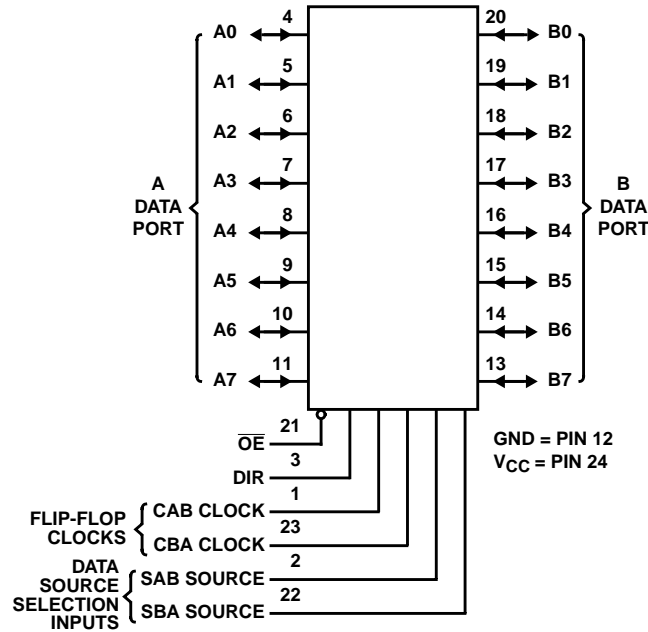 A0 4 20 B0
A1 5 19 B1
A2 6 18 B2
A3 7 17 B3
A DATA PORT
B DATA PORT
A4 8 16 B4
A5 9 15 B5
A6 10 14 B6
A7 11 13 B7
21
OE
GND = PIN 12
VCC = PIN 24
3
DIR
1
CAB CLOCK
FLIP-FLOP
CLOCKS
23
CBA CLOCK
2
SAB SOURCE
DATA
SOURCE
SELECTION
INPUTS
22
SBA SOURCE